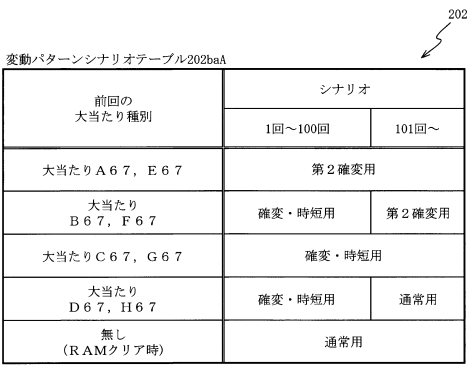 202
変動パターンシナリオテーブル202baA
前回の
大当たり種別
シナリオ
1回～100回
101回～
大当たりA67，E67
第2確変用
大当たり
B67，F67
確変・時短用
第2確変用
大当たりC67，G67
確変・時短用
大当たり
D67，H67
確変・時短用
通常用
無し
(RAMクリア時)
通常用